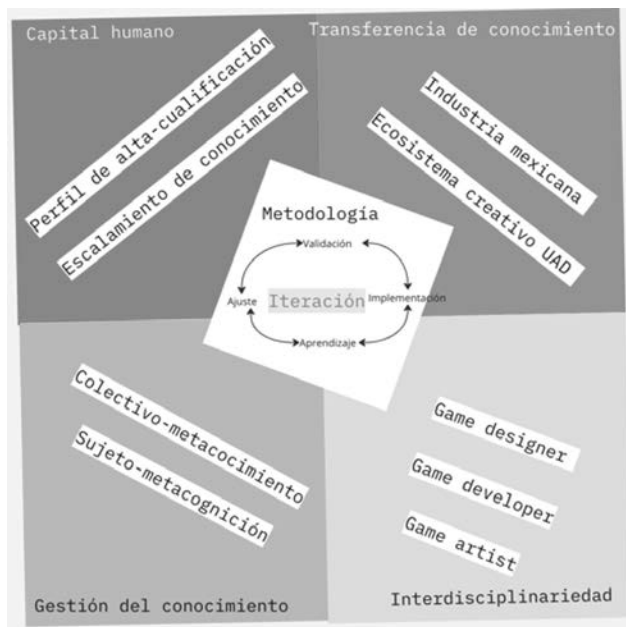 Capital humano
Transferencia de conocimiento
Perfil de alta-cualificación
Escalamiento de conocimiento
Industria mexicana
Ecosistema creativo UAD
Metodología
Validación
Ajuste
Iteración
Implementación
Aprendizaje
Colectivo-metacocimiento
Sujeto-metacognición
Game designer
Game developer
Game artist
Gestión del conocimiento
Interdisciplinariedad